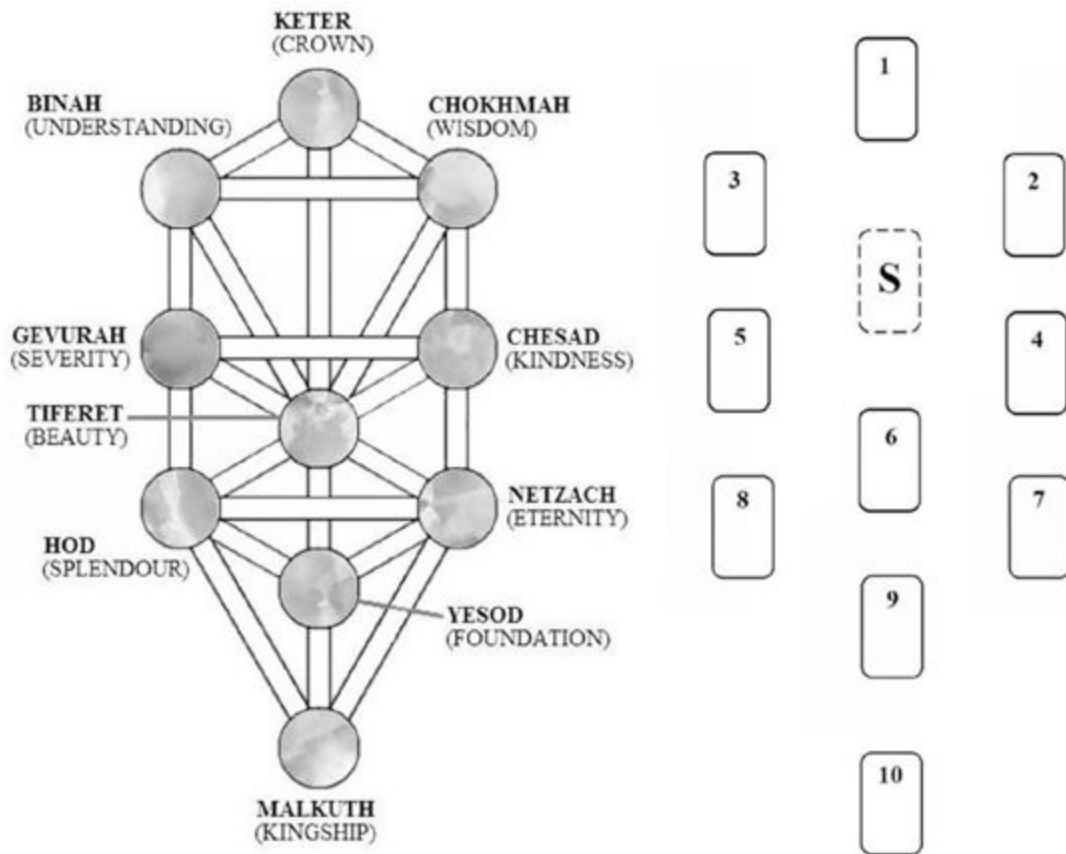 KETER
(CROWN)
BINAH
(UNDERSTANDING)
CHOKHMAH
(WISDOM)
GEVURAH
(SEVERITY)
CHESAD
(KINDNESS)
TIFERET
(BEAUTY)
HOD
(SPLENDOUR)
NETZACH
(ETERNITY)
YESOD
(FOUNDATION)
MALKUTH
(KINGSHIP)
1
3
2
S
5
4
6
8
7
9
10